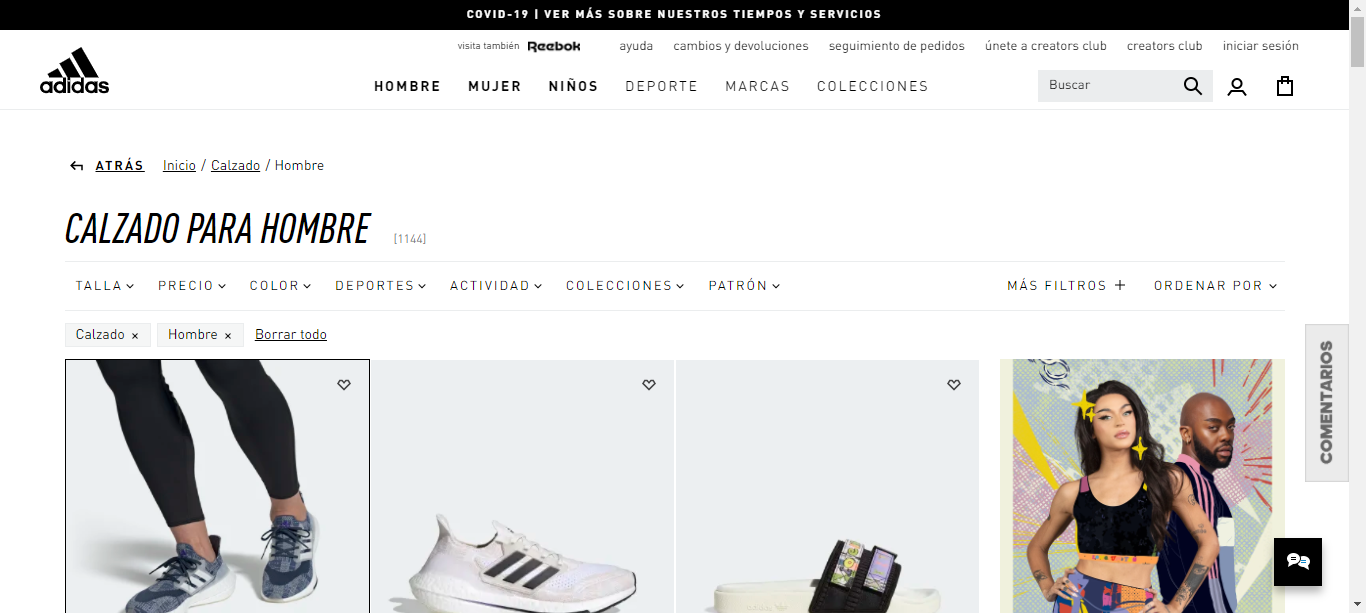 COVID-19 | VER MÁS SOBRE NUESTROS TIEMPOS Y SERVICIOS
visita también Reebok ayuda cambios y devoluciones seguimiento de pedidos únete a creators club creators club iniciar sesión
adidas
HOMBRE MUJER NIÑOS DEPORTE MARCAS COLECCIONES Buscar
ATRÁS Inicio / Calzado / Hombre
CALZADO PARA HOMBRE [1144]
TALLA PRECIO COLOR DEPORTES ACTIVIDAD COLECCIONES PATRÓN MÁS FILTROS + ORDENAR POR
Calzado × Hombre × Borrar todo
COMENTARIOS